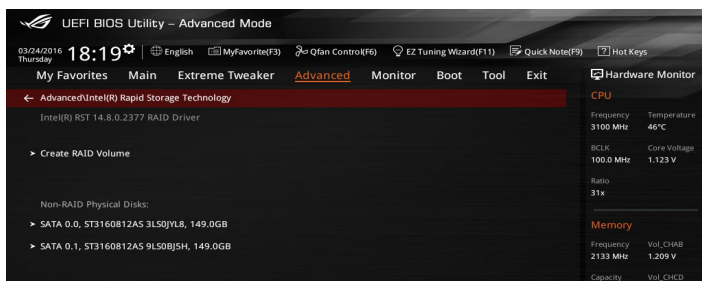 UEFI BIOS Utility – Advanced Mode
03/24/2016 Thursday 18:19 English MyFavorite(F3) Qfan Control(F6) EZ Tuning Wizard(F11) Quick Note(F9) ? Hot Keys
My Favorites Main Extreme Tweaker Advanced Monitor Boot Tool Exit
← Advanced\Intel(R) Rapid Storage Technology
Intel(R) RST 14.8.0.2377 RAID Driver
> Create RAID Volume
Non-RAID Physical Disks:
> SATA 0.0, ST3160812AS 3LS0JYL8, 149.0GB
> SATA 0.1, ST3160812AS 9LS0BJ5H, 149.0GB
Hardware Monitor
CPU
Frequency Temperature
3100 MHz 46°C
BCLK Core Voltage
100.0 MHz 1.123 V
Ratio
31x
Memory
Frequency Vol_CHAB
2133 MHz 1.209 V
Capacity Vol_CHCD